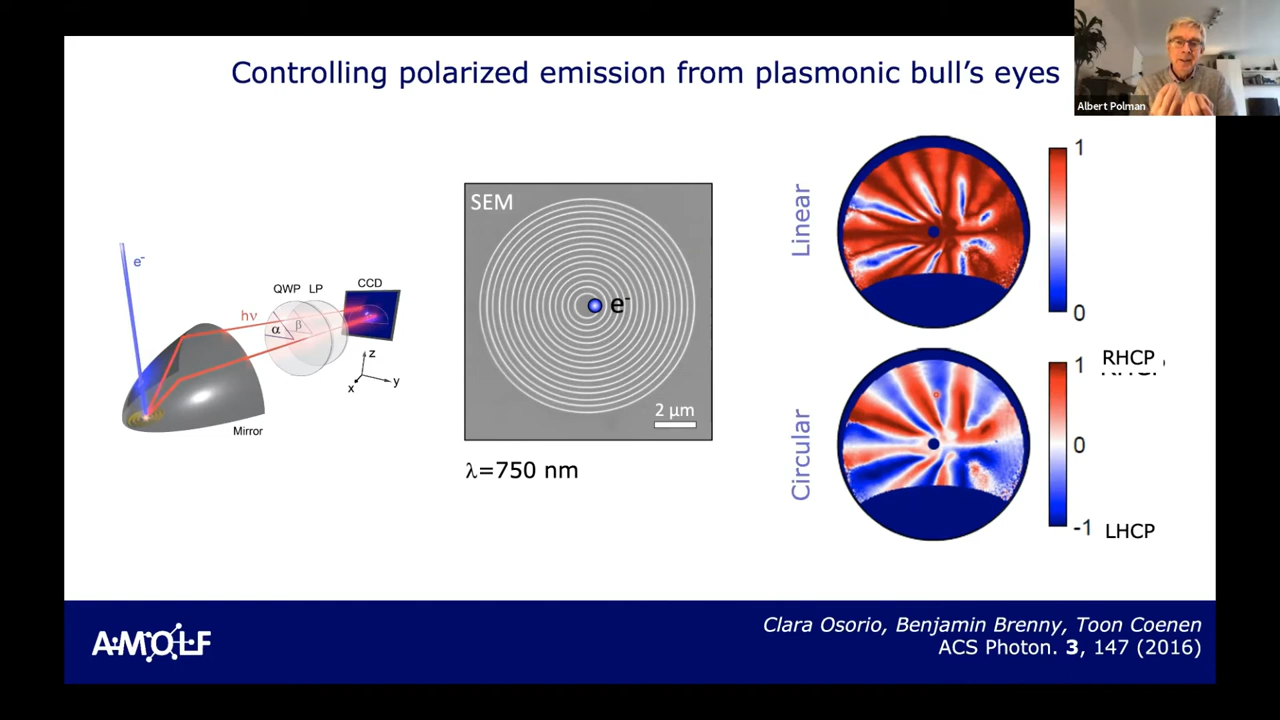 Controlling polarized emission from plasmonic bull's eyes
Albert Polman
e-
hν
QWP
LP
α
β
CCD
z
x
y
Mirror
SEM
e-
2 μm
λ=750 nm
Linear
1
0
Circular
1
0
-1
RHCP
LHCP
AMOLF
Clara Osorio, Benjamin Brenny, Toon Coenen
ACS Photon. 3, 147 (2016)